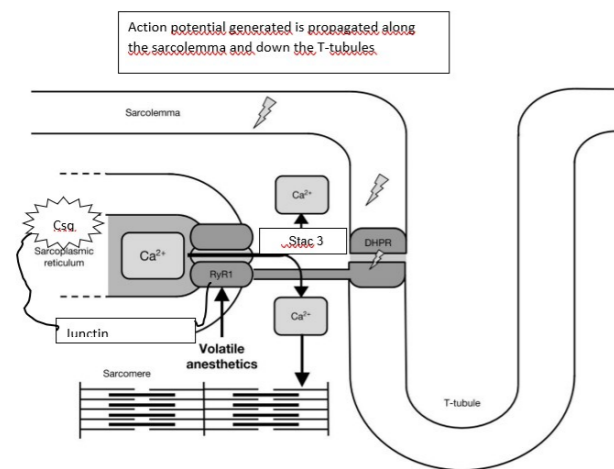 Action potential generated is propagated along
the sarcolemma and down the T-tubules
Sarcolemma
Ca2+
Csq
Stac 3
DHPR
Sarcoplasmic
reticulum
Ca2+
RyR1
Junctin
Ca2+
Volatile
anesthetics
Sarcomere
T-tubule